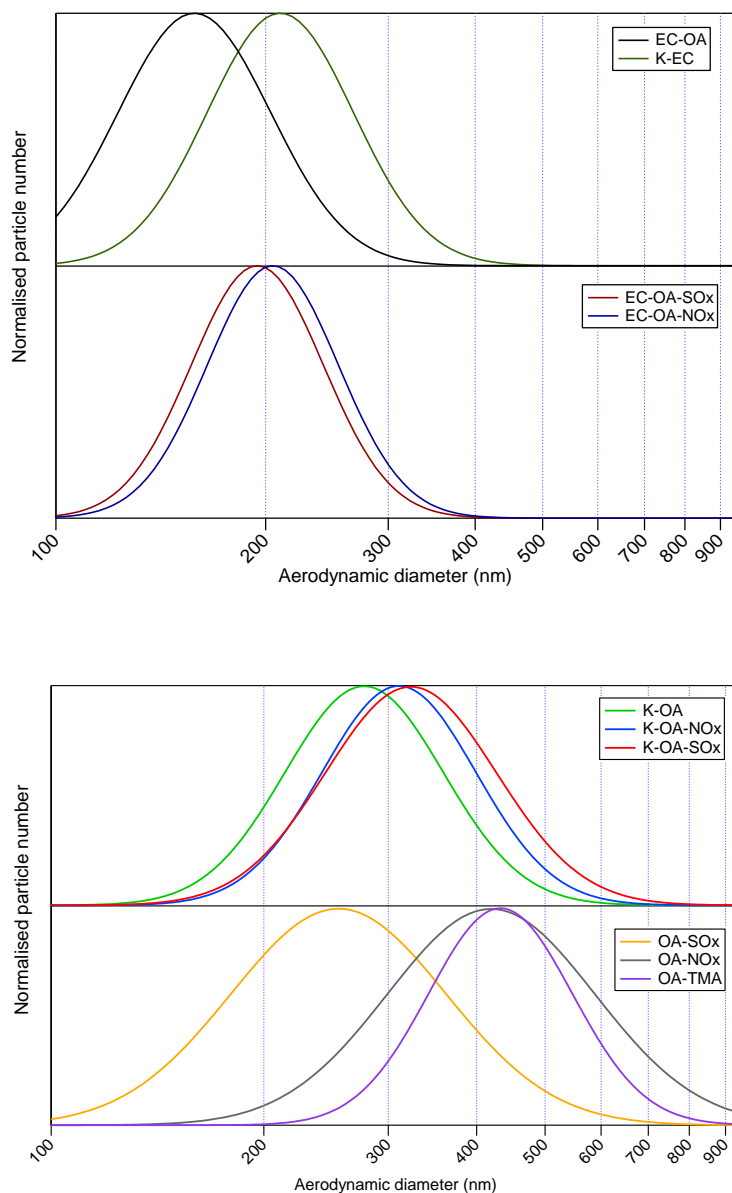 EC-OA
K-EC
Normalised particle number
EC-OA-SOx
EC-OA-NOx
100
200
300
400
500
600
700
800
900
Aerodynamic diameter (nm)
K-OA
K-OA-NOx
K-OA-SOx
Normalised particle number
OA-SOx
OA-NOx
OA-TMA
100
200
300
400
500
600
700
800
900
Aerodynamic diameter (nm)